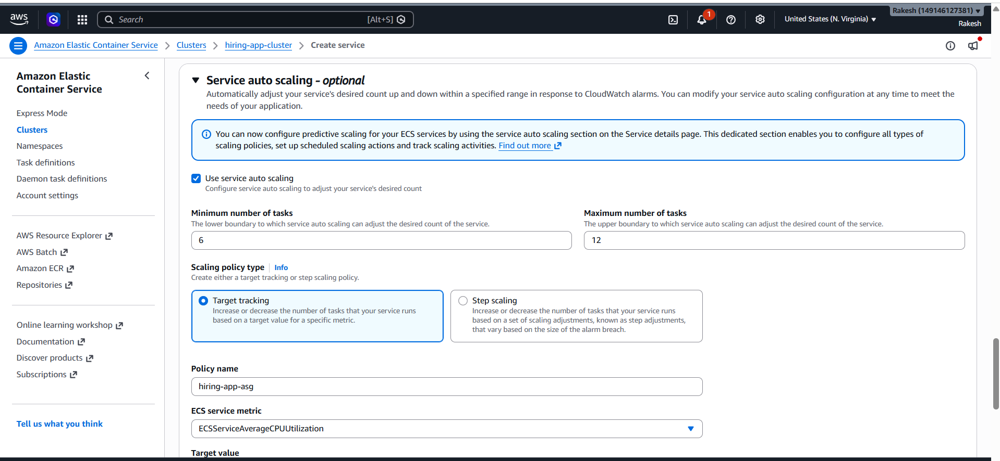 aws
Search
[Alt+S]
1
United States (N. Virginia)
Rakesh (149146127381)
Rakesh
Amazon Elastic Container Service
Clusters
hiring-app-cluster
Create service
Amazon Elastic
Container Service
Express Mode
Clusters
Namespaces
Task definitions
Daemon task definitions
Account settings
AWS Resource Explorer
AWS Batch
Amazon ECR
Repositories
Online learning workshop
Documentation
Discover products
Subscriptions
Tell us what you think
Service auto scaling - optional
Automatically adjust your service's desired count up and down within a specified range in response to CloudWatch alarms. You can modify your service auto scaling configuration at any time to meet the
needs of your application.
You can now configure predictive scaling for your ECS services by using the service auto scaling section on the Service details page. This dedicated section enables you to configure all types of
scaling policies, set up scheduled scaling actions and track scaling activities. Find out more
Use service auto scaling
Configure service auto scaling to adjust your service's desired count
Minimum number of tasks
The lower boundary to which service auto scaling can adjust the desired count of the service.
6
Maximum number of tasks
The upper boundary to which service auto scaling can adjust the desired count of the service.
12
Scaling policy type
Info
Create either a target tracking or step scaling policy.
Target tracking
Increase or decrease the number of tasks that your service runs
based on a target value for a specific metric.
Step scaling
Increase or decrease the number of tasks that your service runs
based on a set of scaling adjustments, known as step adjustments,
that vary based on the size of the alarm breach.
Policy name
hiring-app-asg
ECS service metric
ECSServiceAverageCPUUtilization
Target value